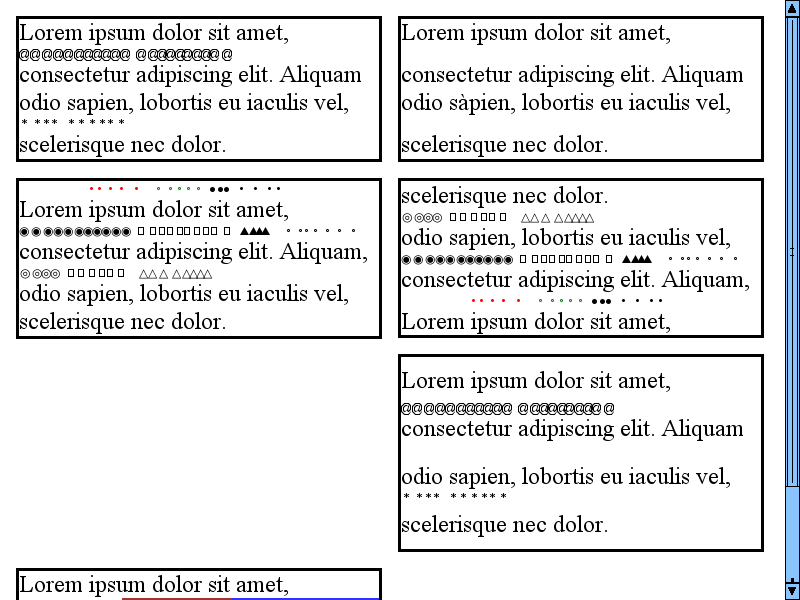 Lorem ipsum dolor sit amet,
consectetur adipiscing elit. Aliquam
odio sapien, lobortis eu iaculis vel,
scelerisque nec dolor.
Lorem ipsum dolor sit amet,
consectetur adipiscing elit. Aliquam
odio sàpien, lobortis eu iaculis vel,
scelerisque nec dolor.
Lorem ipsum dolor sit amet,
consectetur adipiscing elit. Aliquam,
odio sapien, lobortis eu iaculis vel,
scelerisque nec dolor.
scelerisque nec dolor.
odio sapien, lobortis eu iaculis vel,
consectetur adipiscing elit. Aliquam,
Lorem ipsum dolor sit amet,
Lorem ipsum dolor sit amet,
consectetur adipiscing elit. Aliquam
odio sapien, lobortis eu iaculis vel,
scelerisque nec dolor.
Lorem ipsum dolor sit amet,